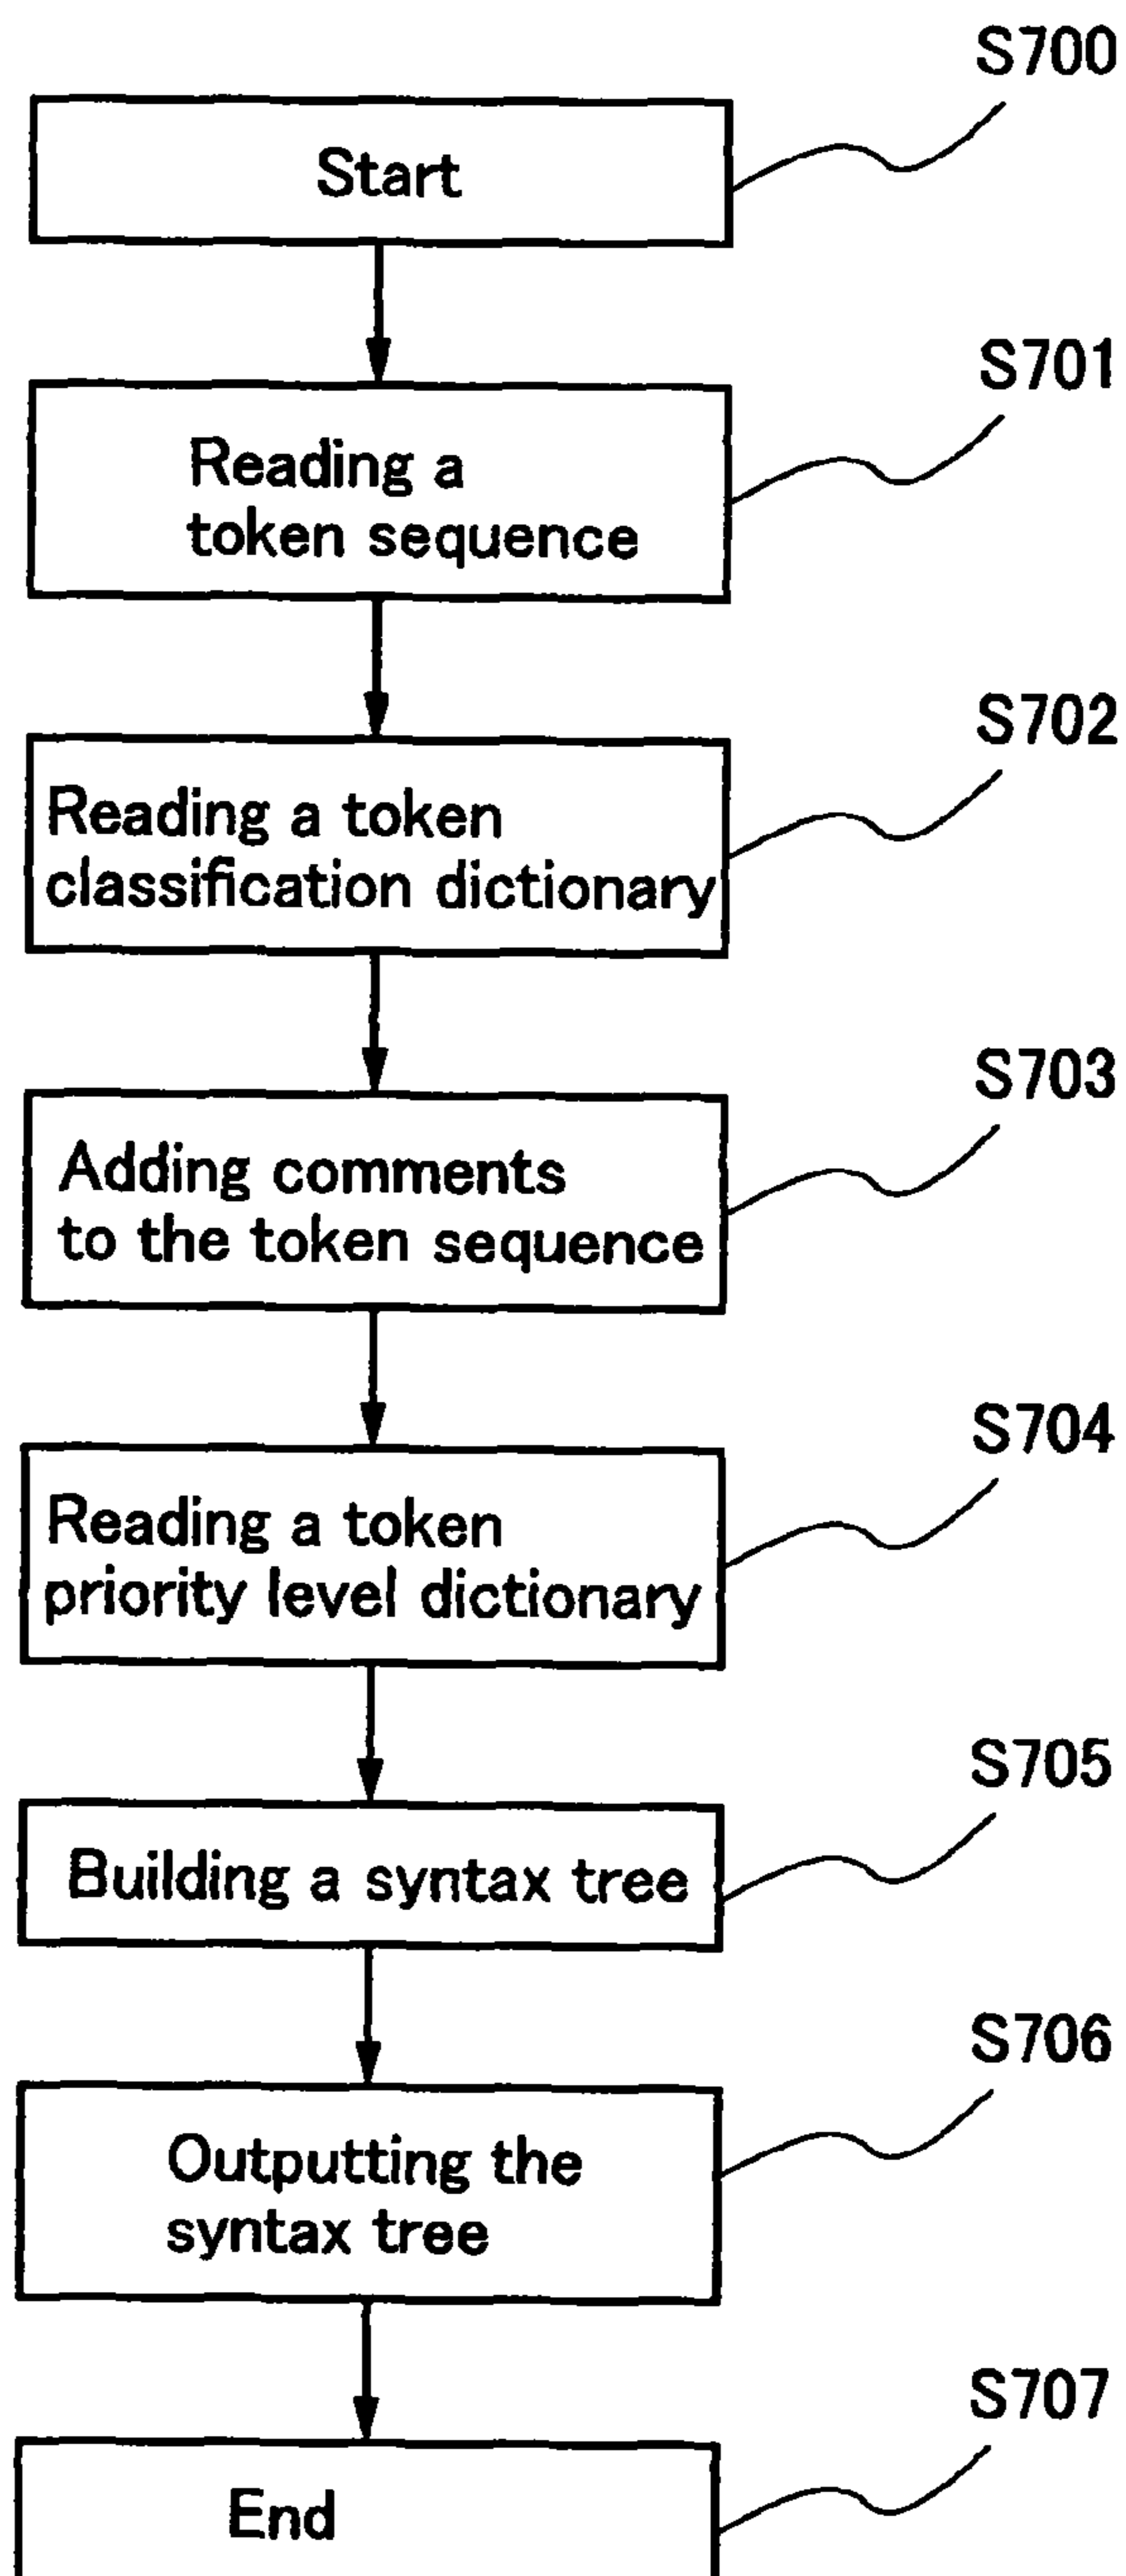 S700
Start
S701
Reading a
token sequence
S702
Reading a token
classification dictionary
S703
Adding comments
to the token sequence
S704
Reading a token
priority level dictionary
S705
Building a syntax tree
S706
Outputting the
syntax tree
S707
End